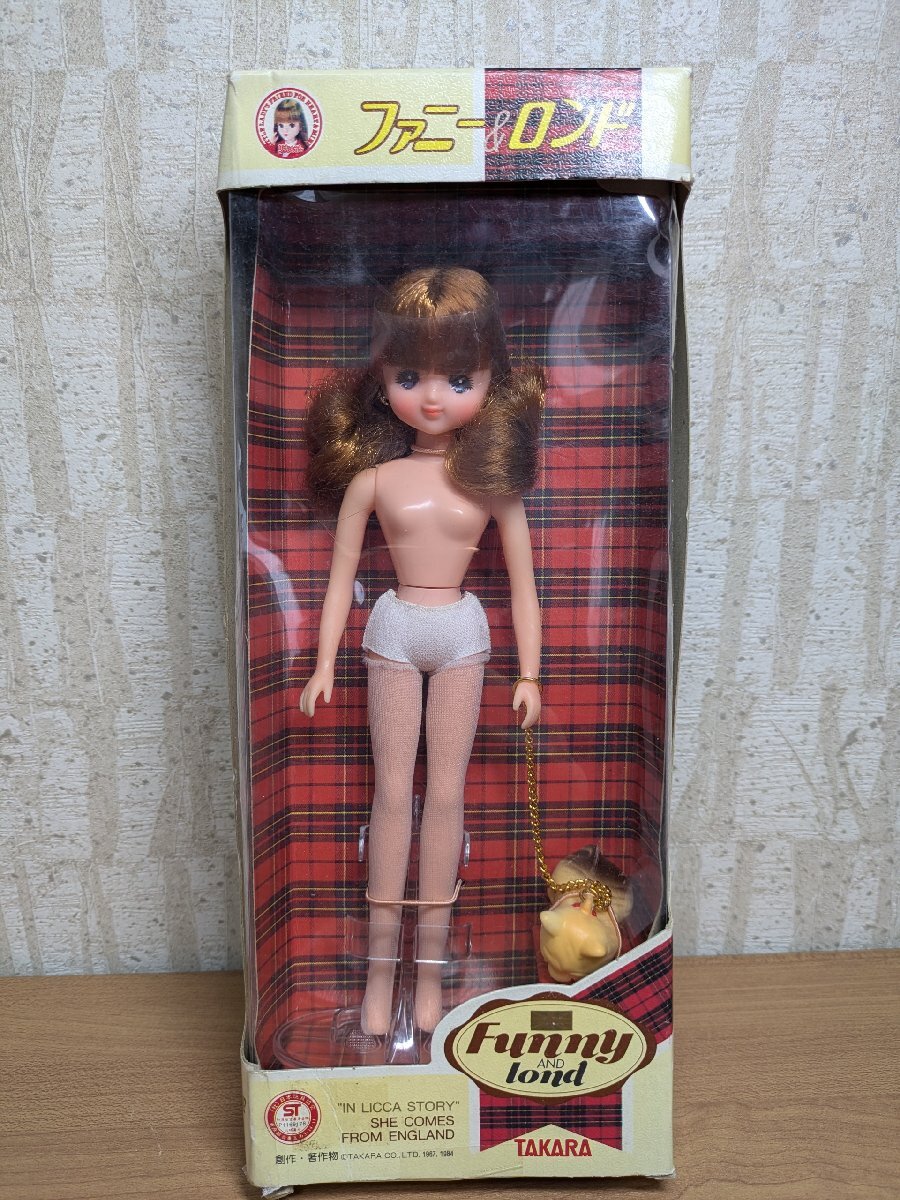 ファニー&ロンド
Funny
AND
lond
"IN LICCA STORY"
SHE COMES
FROM ENGLAND
ST
創作・著作物 ©TAKARA CO., LTD. 1967, 1984
TAKARA